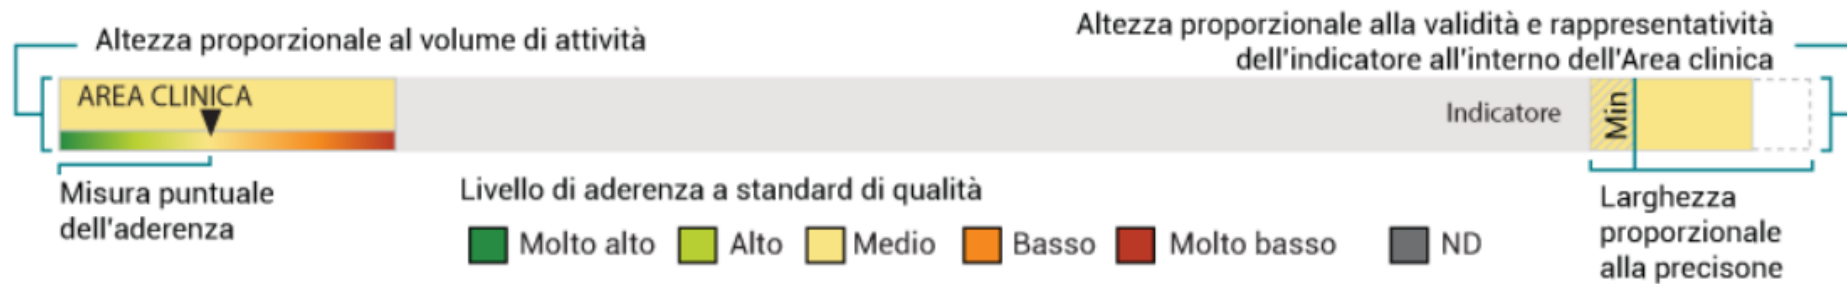 Altezza proporzionale al volume di attività
Altezza proporzionale alla validità e rappresentatività
dell'indicatore all'interno dell'Area clinica
AREA CLINICA
Indicatore
Min
Misura puntuale
dell'aderenza
Livello di aderenza a standard di qualità
Molto alto
Alto
Medio
Basso
Molto basso
ND
Larghezza
proporzionale
alla precisone